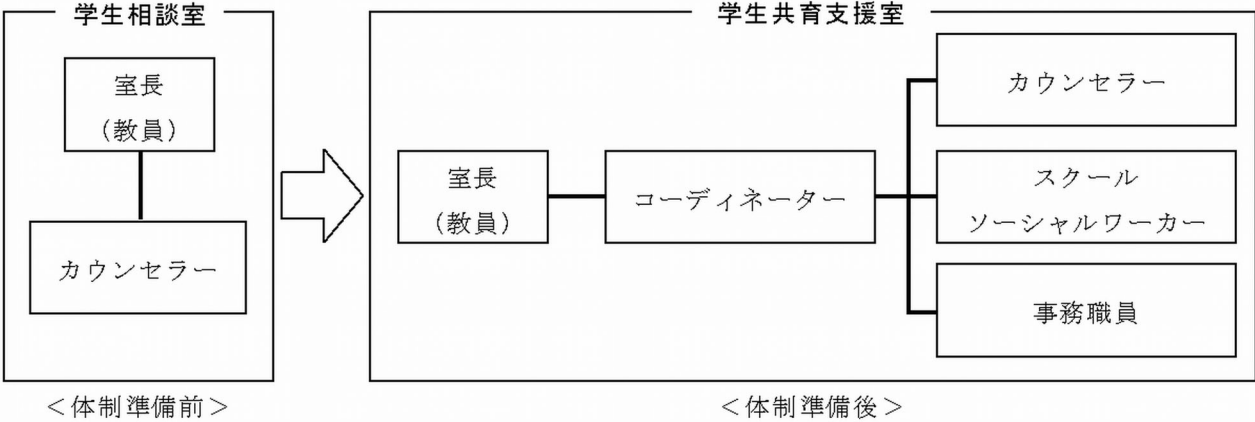 学生相談室
室長
(教員)
カウンセラー
<体制準備前>
学生共育支援室
室長
(教員)
コーディネーター
カウンセラー
スクール
ソーシャルワーカー
事務職員
<体制準備後>